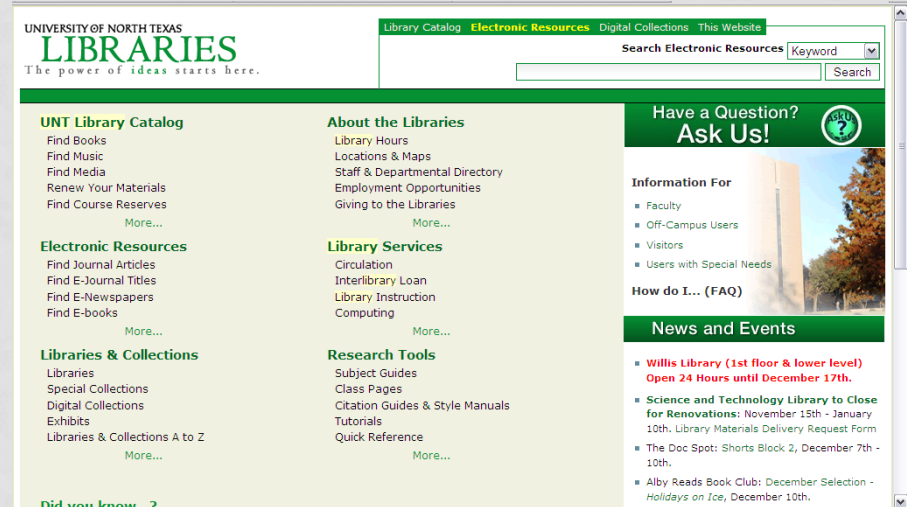 UNIVERSITY OF NORTH TEXAS
LIBRARIES
The power of ideas starts here.
Library Catalog Electronic Resources Digital Collections This Website
Search Electronic Resources Keyword
Search
UNT Library Catalog
Find Books
Find Music
Find Media
Renew Your Materials
Find Course Reserves
More...
Electronic Resources
Find Journal Articles
Find E-Journal Titles
Find E-Newspapers
Find E-books
More...
Libraries & Collections
Libraries
Special Collections
Digital Collections
Exhibits
Libraries & Collections A to Z
More...
Did you know...?
About the Libraries
Library Hours
Locations & Maps
Staff & Departmental Directory
Employment Opportunities
Giving to the Libraries
More...
Library Services
Circulation
Interlibrary Loan
Library Instruction
Computing
More...
Research Tools
Subject Guides
Class Pages
Citation Guides & Style Manuals
Tutorials
Quick Reference
More...
Have a Question?
Ask Us!
AskUs
?
Information For
Faculty
Off-Campus Users
Visitors
Users with Special Needs
How do I... (FAQ)
News and Events
Willis Library (1st floor & lower level)
Open 24 Hours until December 17th.
Science and Technology Library to Close
for Renovations: November 15th - January
10th. Library Materials Delivery Request Form
The Doc Spot: Shorts Block 2, December 7th -
10th.
Alby Reads Book Club: December Selection -
Holidays on Ice, December 10th.